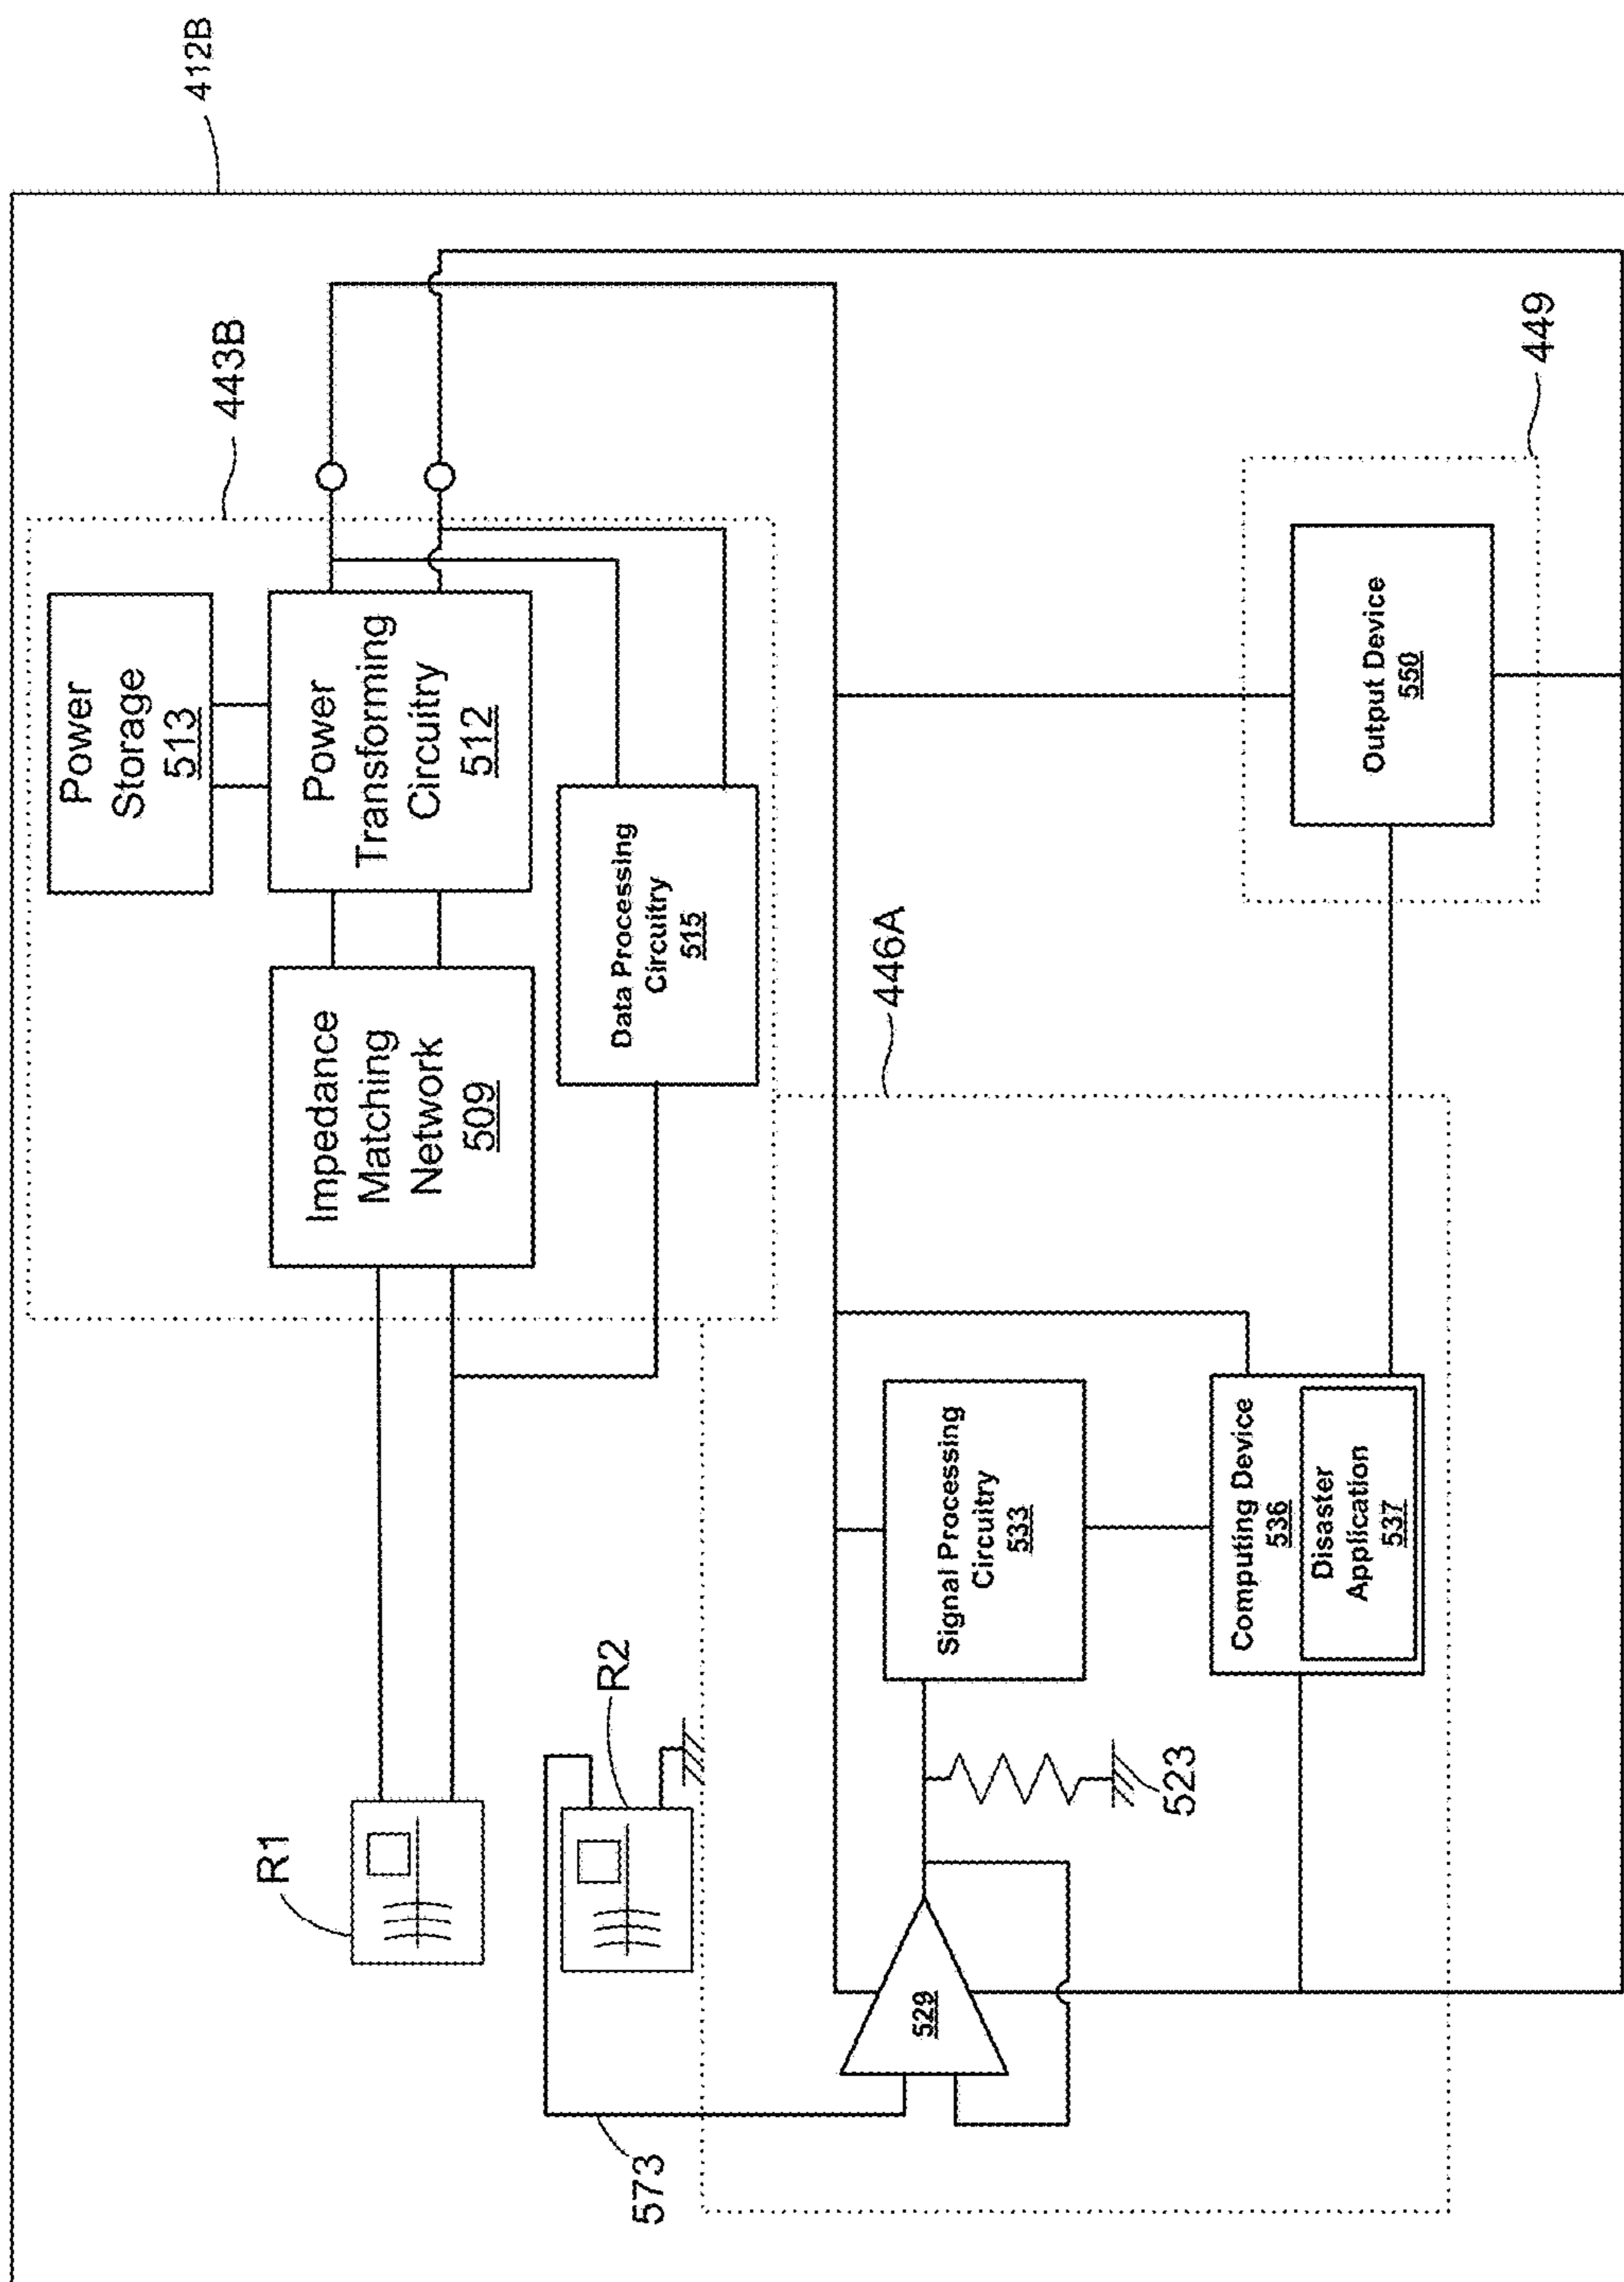 412B
443B
Power
Storage
513
Power
Transforming
Circuitry
512
Impedance
Matching
Network
509
Data Processing
Circuitry
515
R1
R2
573
446A
529
523
Signal Processing
Circuitry
533
Computing Device
536
Disaster
Application
537
449
Output Device
550